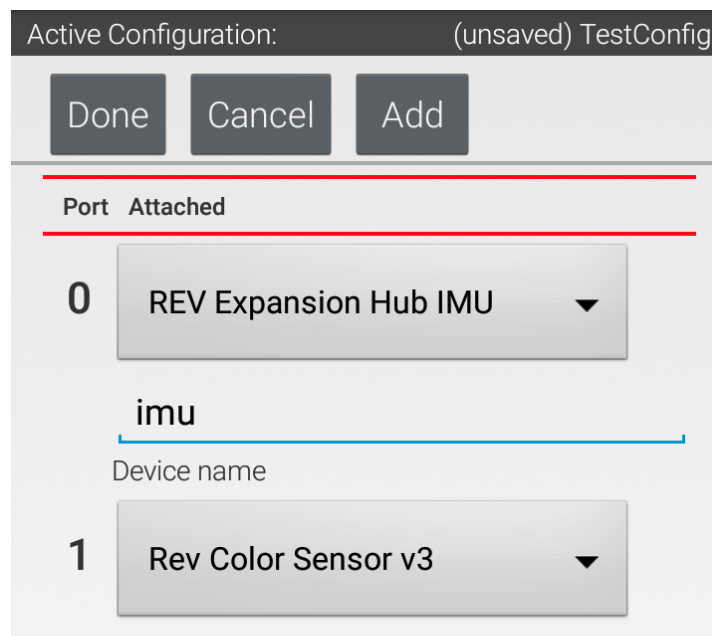 Active Configuration: (unsaved) TestConfig
Done Cancel Add
Port Attached
0 REV Expansion Hub IMU
imu
Device name
1 Rev Color Sensor v3